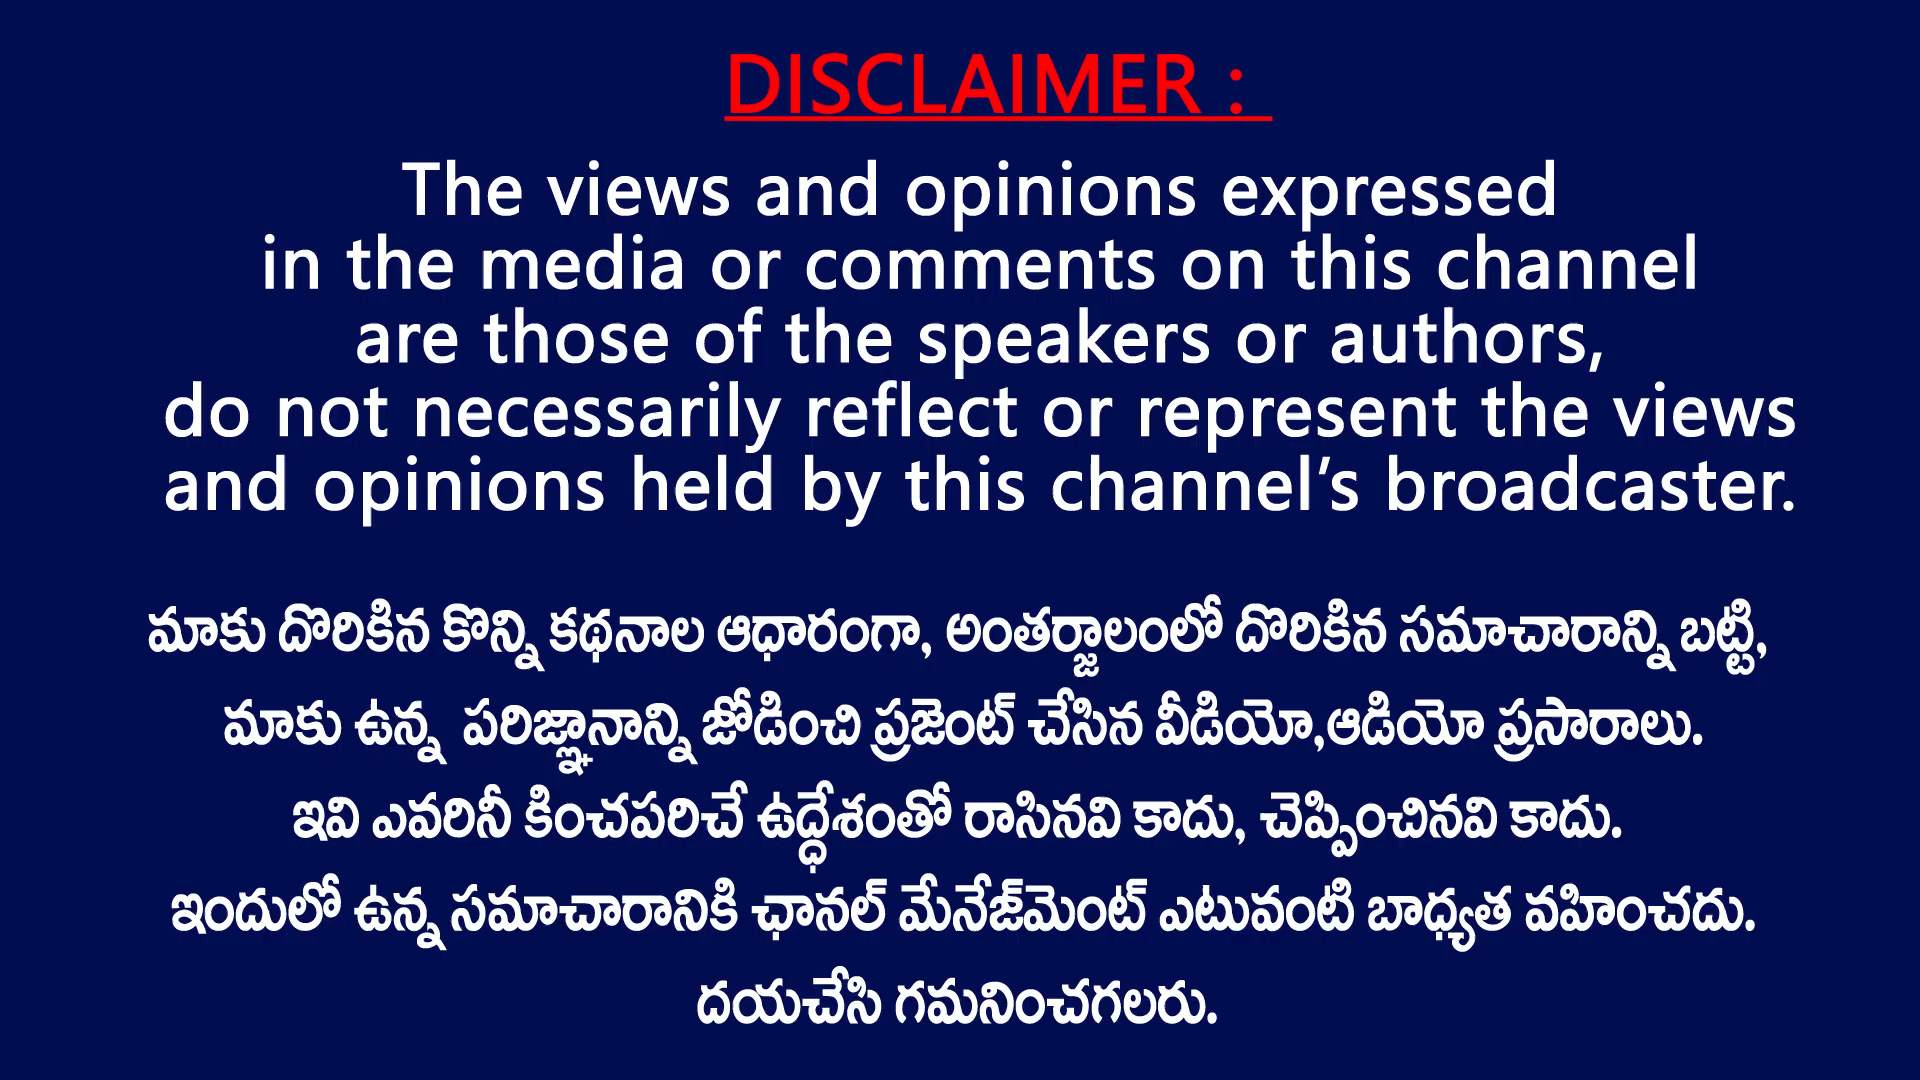 DISCLAIMER :
The views and opinions expressed
in the media or comments on this channel
are those of the speakers or authors,
do not necessarily reflect or represent the views
and opinions held by this channel’s broadcaster.
మాకు దొరికిన కొన్ని కథనాల ఆధారంగా, అంతర్జాలంలో దొరికిన సమాచారాన్ని బట్టి,
మాకు ఉన్న పరిజ్ఞానాన్ని జోడించి ప్రజెంట్ చేసిన వీడియో,ఆడియో ప్రసారాలు.
ఇవి ఎవరినీ కించపరిచే ఉద్ధేశంతో రాసినవి కాదు, చెప్పించినవి కాదు.
ఇందులో ఉన్న సమాచారానికి ఛానల్ మేనేజ్‌మెంట్ ఎటువంటి బాధ్యత వహించదు.
దయచేసి గమనించగలరు.